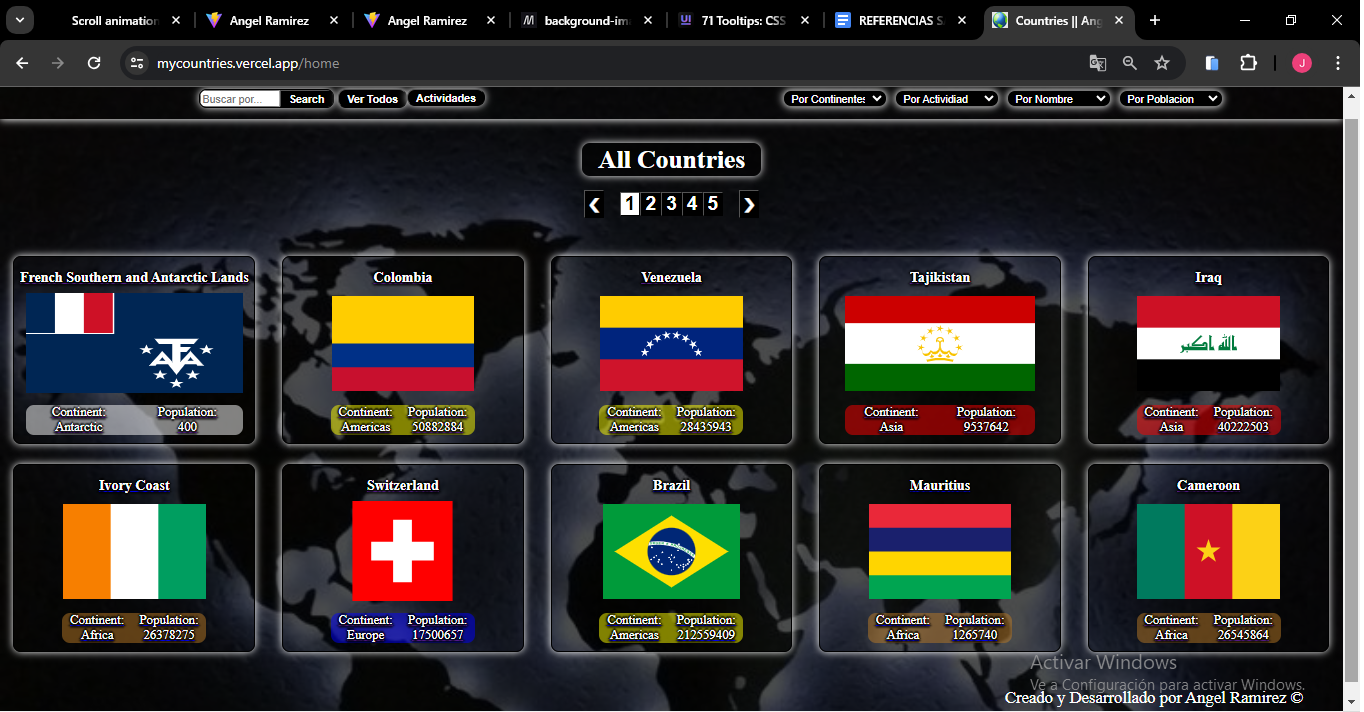 Scroll animation
Angel Ramirez
Angel Ramirez
background-im
71 Tooltips: CSS
REFERENCIAS S
Countries || Ang
mycountries.vercel.app/home
J
Buscar por...
Search
Ver Todos
Actividades
Por Continentes
Por Activiad
Por Nombre
Por Poblacion
All Countries
❮ 1 2 3 4 5 ❯
French Southern and Antarctic Lands
Colombia
Venezuela
Tajikistan
Iraq
الله اكبر
Continent: Population:
Antarctic 400
Continent: Population:
Americas 50882884
Continent: Population:
Americas 28435943
Continent: Population:
Asia 9537642
Continent: Population:
Asia 40222503
Ivory Coast
Switzerland
Brazil
Mauritius
Cameroon
Continent: Population:
Africa 26378275
Continent: Population:
Europe 17500657
Continent: Population:
Americas 212559409
Continent: Population:
Africa 1265740
Continent: Population:
Africa 26545864
Activar Windows
Ve a Configuración para activar Windows.
Creado y Desarrollado por Angel Ramirez ©